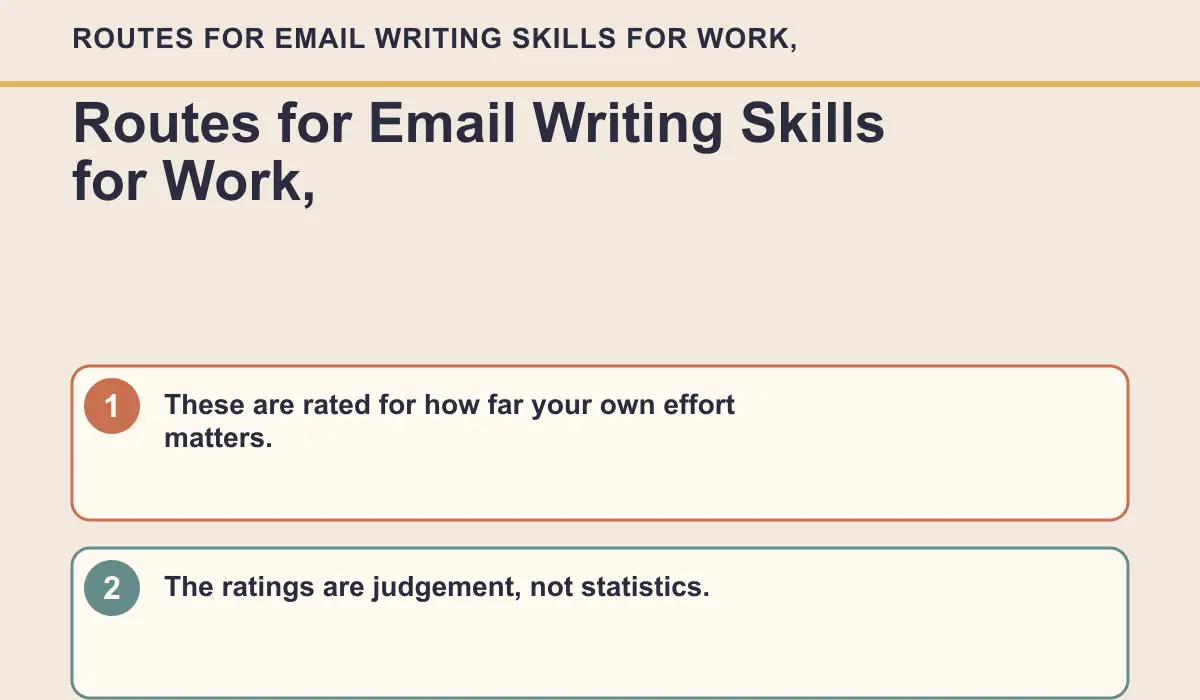 ROUTES FOR EMAIL WRITING SKILLS FOR WORK,
Routes for Email Writing Skills
for Work,
1
These are rated for how far your own effort
matters.
2
The ratings are judgement, not statistics.